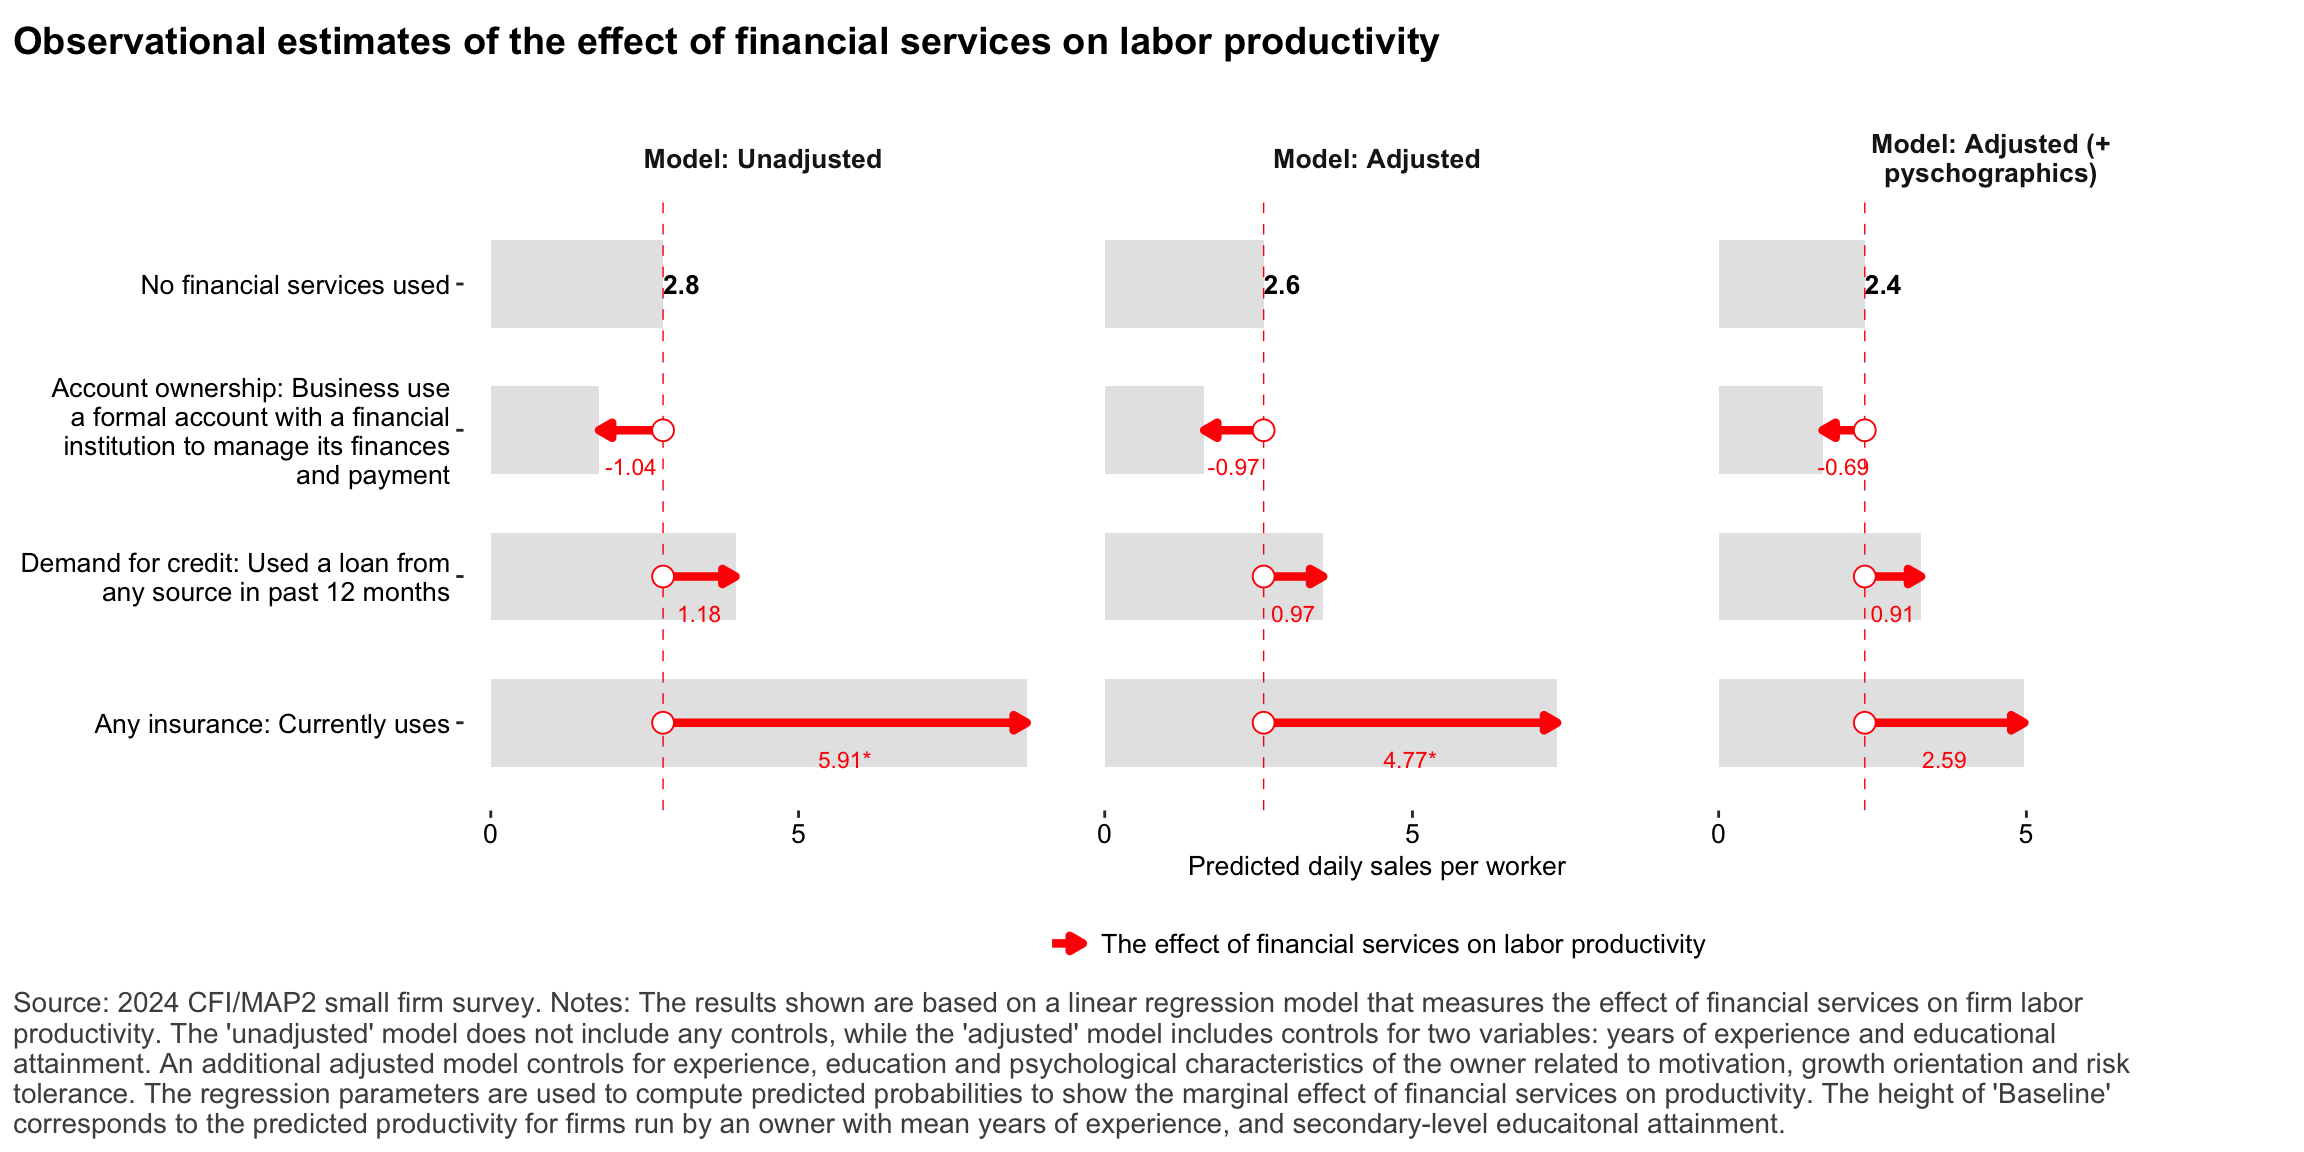 Observational estimates of the effect of financial services on labor productivity
Model: Unadjusted
Model: Adjusted
Model: Adjusted (+
pyschographics)
No financial services used
2.8
2.6
2.4
Account ownership: Business use
a formal account with a financial
institution to manage its finances
and payment
-1.04
-0.97
-0.69
Demand for credit: Used a loan from
any source in past 12 months
1.18
0.97
0.91
Any insurance: Currently uses
5.91*
4.77*
2.59
0 5 0 5 0 5
Predicted daily sales per worker
The effect of financial services on labor productivity
Source: 2024 CFI/MAP2 small firm survey. Notes: The results shown are based on a linear regression model that measures the effect of financial services on firm labor
productivity. The 'unadjusted' model does not include any controls, while the 'adjusted' model includes controls for two variables: years of experience and educational
attainment. An additional adjusted model controls for experience, education and psychological characteristics of the owner related to motivation, growth orientation and risk
tolerance. The regression parameters are used to compute predicted probabilities to show the marginal effect of financial services on productivity. The height of 'Baseline'
corresponds to the predicted productivity for firms run by an owner with mean years of experience, and secondary-level educaitonal attainment.